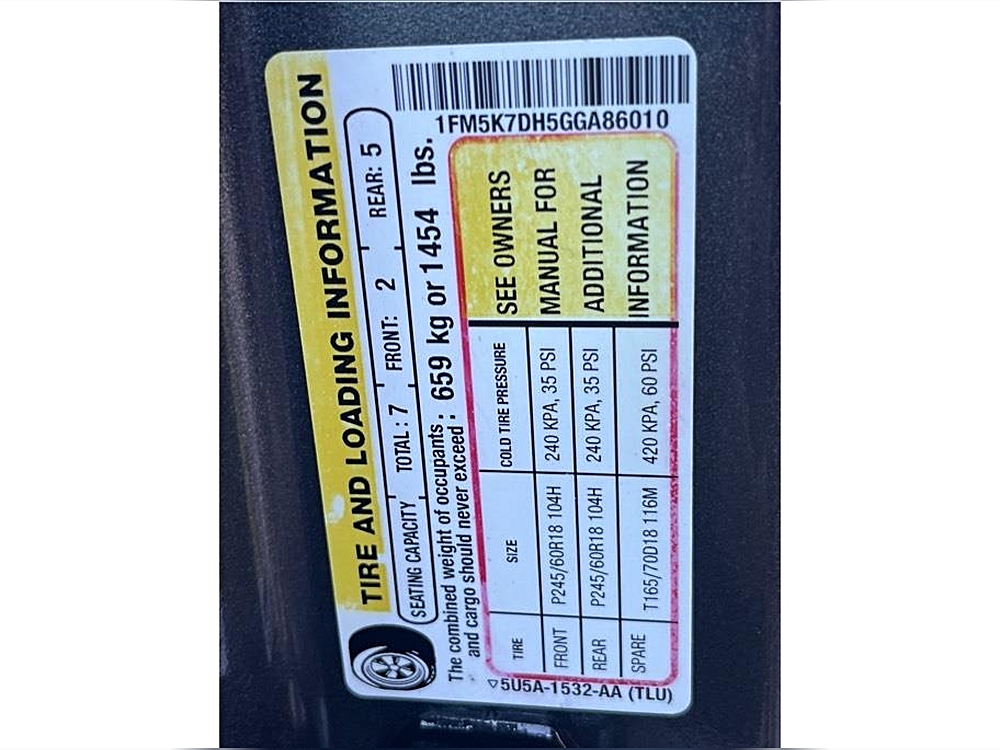 TIRE AND LOADING INFORMATION
SEATING CAPACITY TOTAL : 7 FRONT: 2 REAR: 5
The combined weight of occupants :
and cargo should never exceed : 659 kg or 1454 lbs.
TIRE SIZE COLD TIRE PRESSURE
FRONT P245/60R18 104H 240 KPA, 35 PSI
REAR P245/60R18 104H 240 KPA, 35 PSI
SPARE T165/70D18 116M 420 KPA, 60 PSI
SEE OWNERS
MANUAL FOR
ADDITIONAL
INFORMATION
1FM5K7DH5GGA86010
5U5A-1532-AA (TLU)